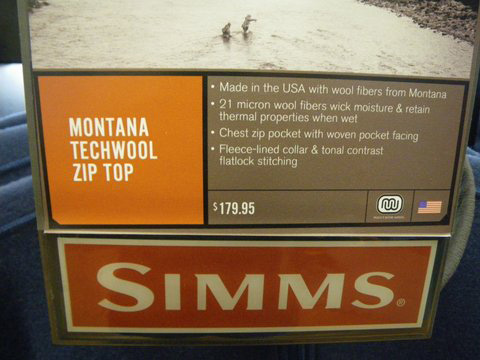 MONTANA
TECHWOOL
ZIP TOP
• Made in the USA with wool fibers from Montana
• 21 micron wool fibers wick moisture & retain
thermal properties when wet
• Chest zip pocket with woven pocket facing
• Fleece-lined collar & tonal contrast
flatlock stitching
$179.95
SIMMS®